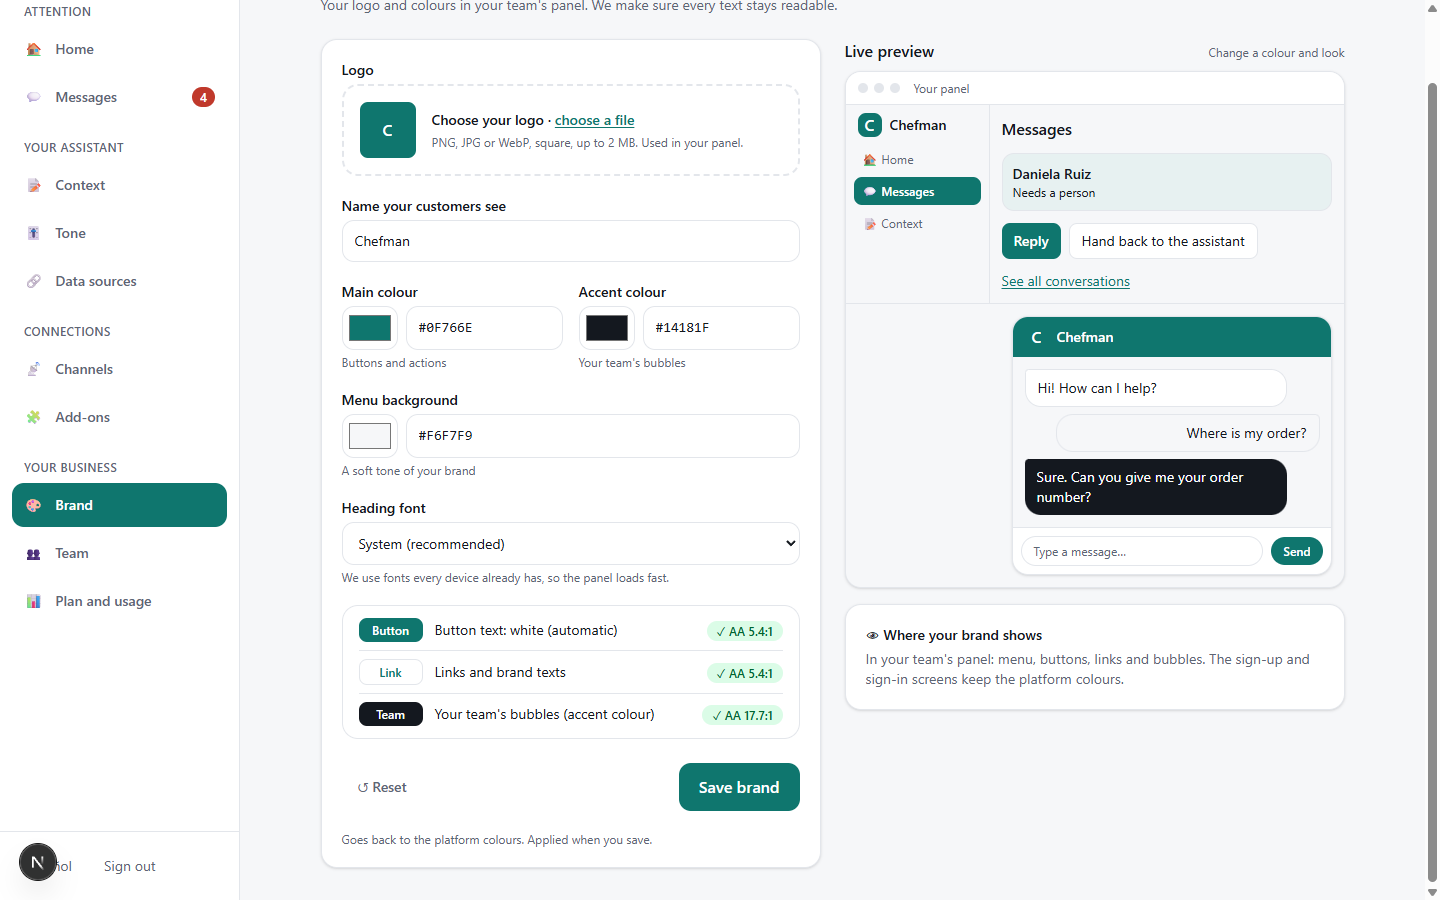 ATTENTION
Home
Messages
4
YOUR ASSISTANT
Context
Tone
Data sources
CONNECTIONS
Channels
Add-ons
YOUR BUSINESS
Brand
Team
Plan and usage
N
Sign out
Your logo and colours in your team's panel. We make sure every text stays readable.
Logo
C
Choose your logo · choose a file
PNG, JPG or WebP, square, up to 2 MB. Used in your panel.
Name your customers see
Chefman
Main colour
#0F766E
Buttons and actions
Accent colour
#14181F
Your team's bubbles
Menu background
#F6F7F9
A soft tone of your brand
Heading font
System (recommended)
We use fonts every device already has, so the panel loads fast.
Button
Button text: white (automatic)
✓ AA 5.4:1
Link
Links and brand texts
✓ AA 5.4:1
Team
Your team's bubbles (accent colour)
✓ AA 17.7:1
↺ Reset
Save brand
Goes back to the platform colours. Applied when you save.
Live preview
Change a colour and look
Your panel
C
Chefman
Home
Messages
Context
Messages
Daniela Ruiz
Needs a person
Reply
Hand back to the assistant
See all conversations
C
Chefman
Hi! How can I help?
Where is my order?
Sure. Can you give me your order
number?
Type a message...
Send
Where your brand shows
In your team's panel: menu, buttons, links and bubbles. The sign-up and
sign-in screens keep the platform colours.